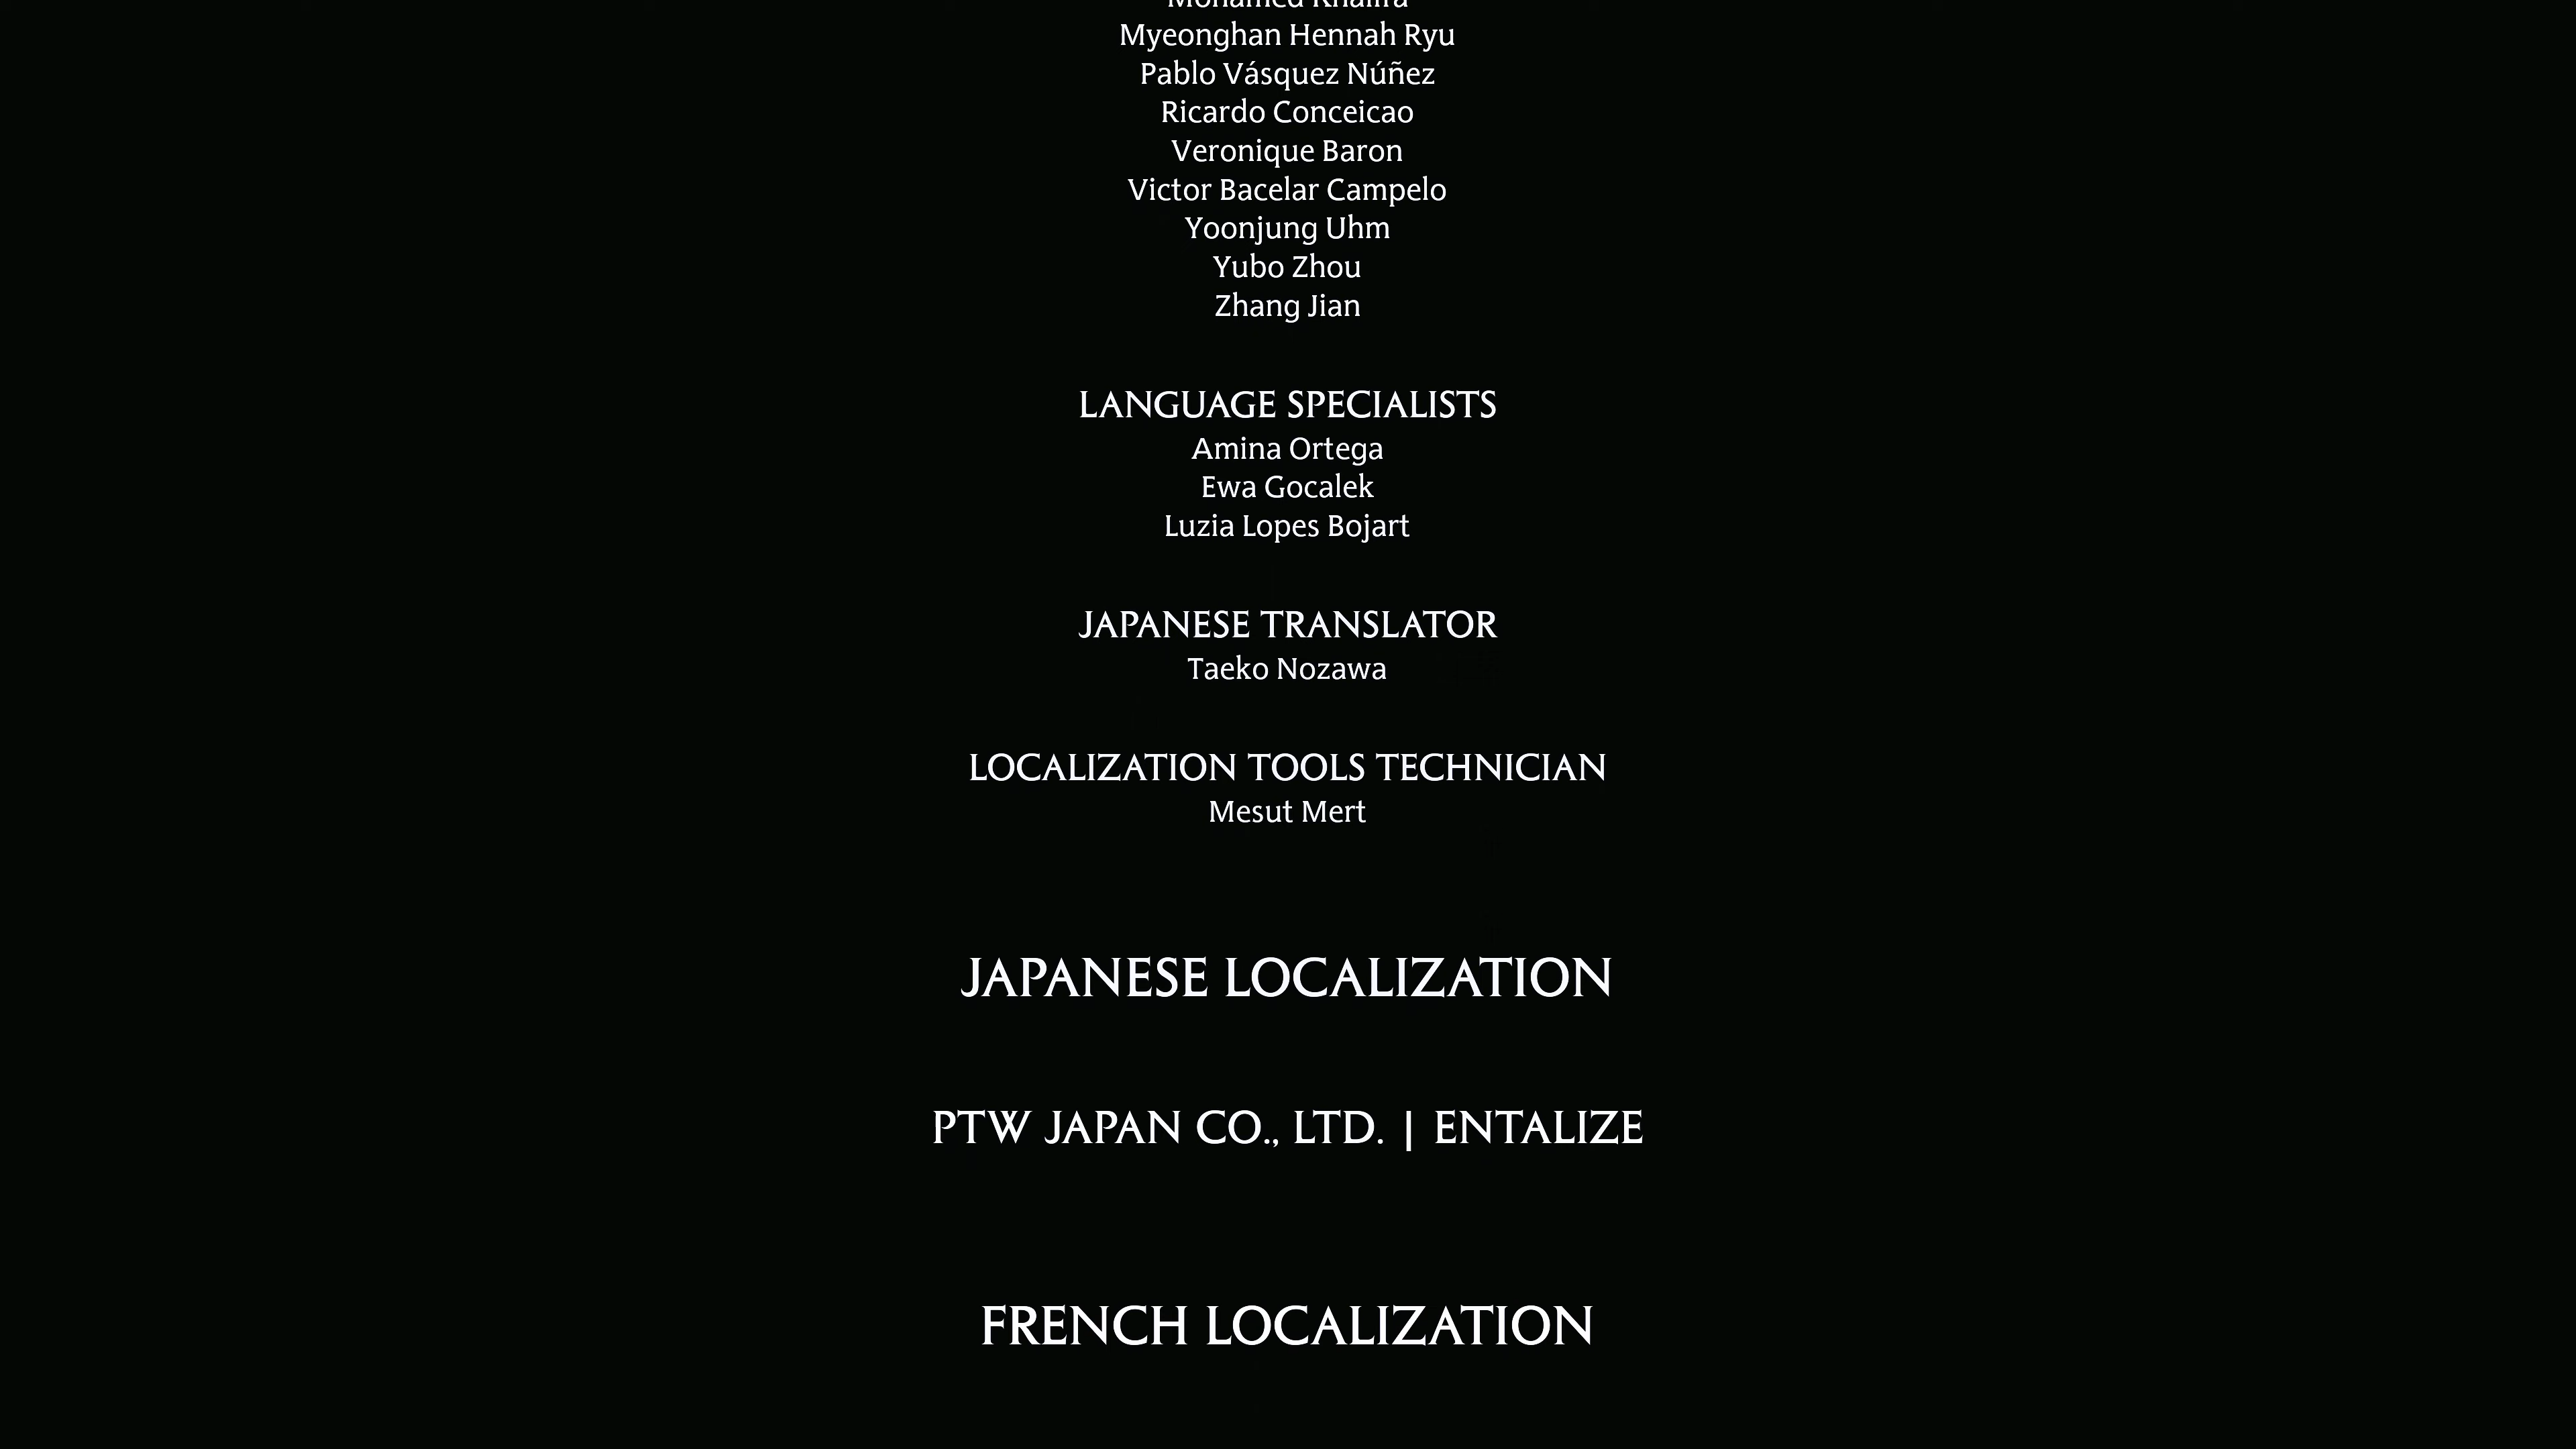 Mohamed Khalifa
Myeonghan Hennah Ryu
Pablo Vásquez Núñez
Ricardo Conceicao
Veronique Baron
Victor Bacelar Campelo
Yoonjung Uhm
Yubo Zhou
Zhang Jian
LANGUAGE SPECIALISTS
Amina Ortega
Ewa Gocalek
Luzia Lopes Bojart
JAPANESE TRANSLATOR
Taeko Nozawa
LOCALIZATION TOOLS TECHNICIAN
Mesut Mert
JAPANESE LOCALIZATION
PTW JAPAN CO., LTD. | ENTALIZE
FRENCH LOCALIZATION